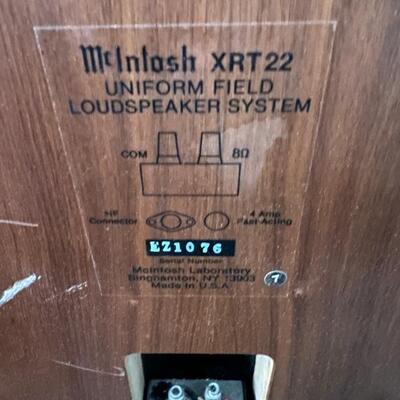 McIntosh XRT22
UNIFORM FIELD
LOUDSPEAKER SYSTEM
COM 8Ω
HF Connector 4 Amp Fast-Acting
EZ1076
Serial Number
McIntosh Laboratory
Binghamton, NY 13903
Made in U.S.A.
7